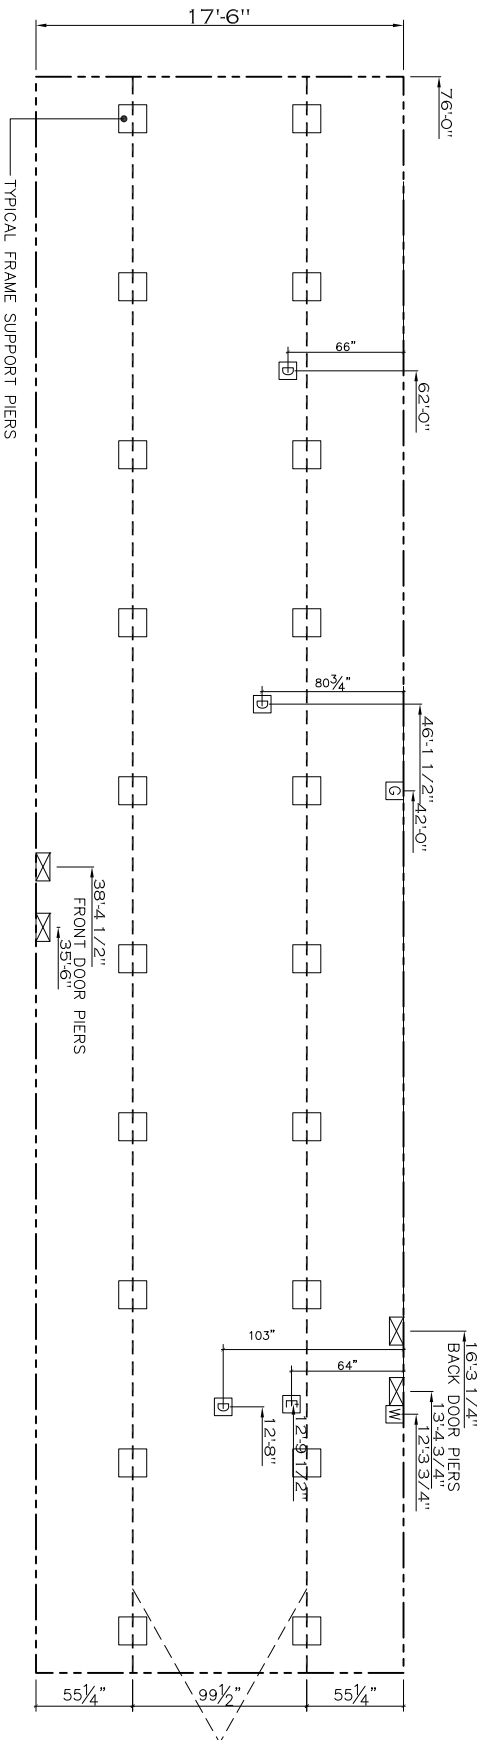 17'-6"
76'-0"
TYPICAL FRAME SUPPORT PIERS
66"
D
62'-0"
80 3/4"
D
46'-1 1/2"
G
42'-0"
38'-4 1/2"
FRONT DOOR PIERS
35'-6"
16'-3 1/4"
BACK DOOR PIERS
13'-4 3/4"
W
12'-3 3/4"
103"
64"
E
12'-9 1/2"
D
12'-8"
55 1/4"
99 1/2"
55 1/4"